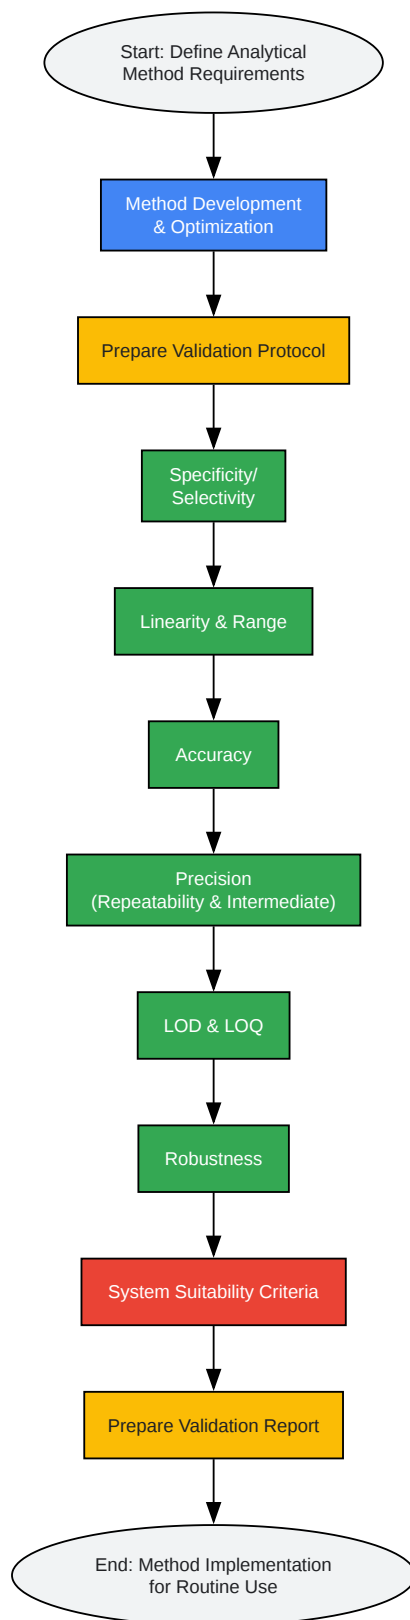 Start: Define Analytical
Method Requirements
Method Development
& Optimization
Prepare Validation Protocol
Specificity/
Selectivity
Linearity & Range
Accuracy
Precision
(Repeatability & Intermediate)
LOD & LOQ
Robustness
System Suitability Criteria
Prepare Validation Report
End: Method Implementation
for Routine Use